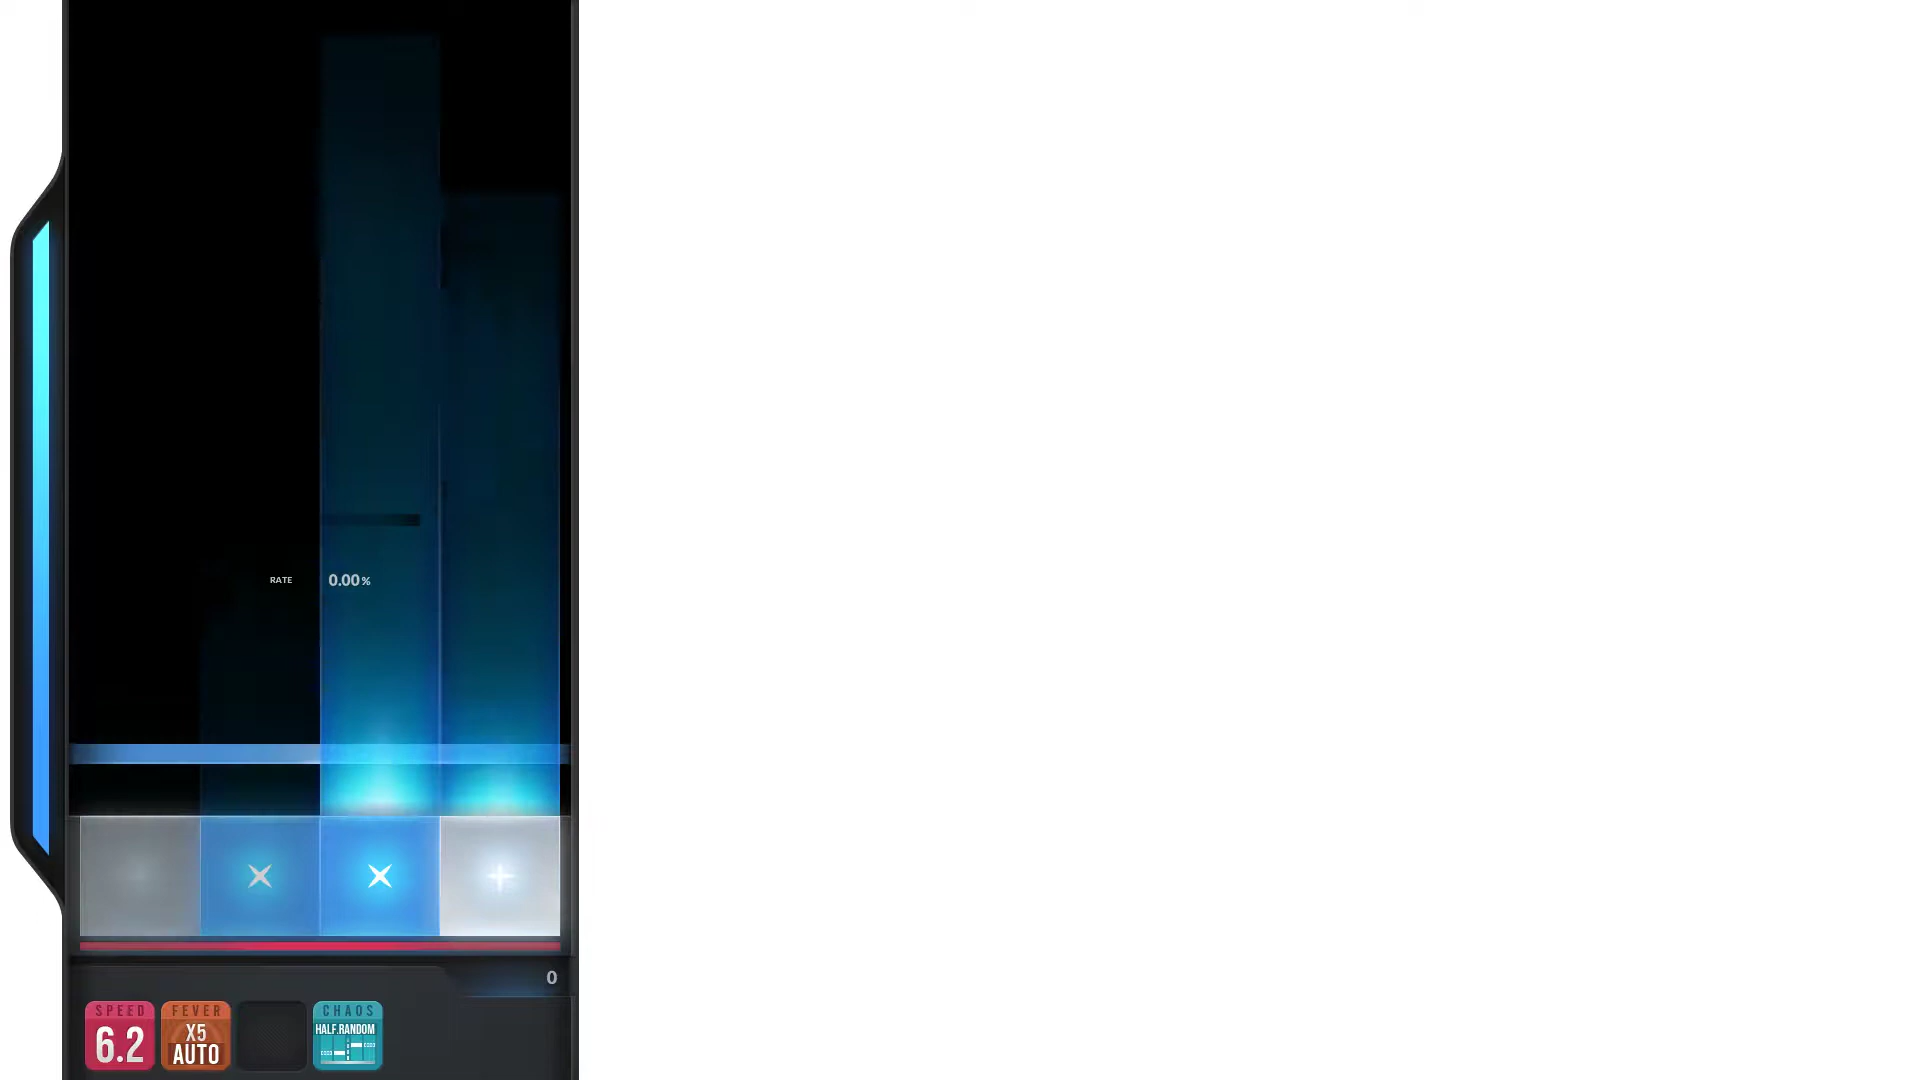 RATE 0.00%
0
SPEED
6.2
FEVER
X5
AUTO
CHAOS
HALF.RANDOM